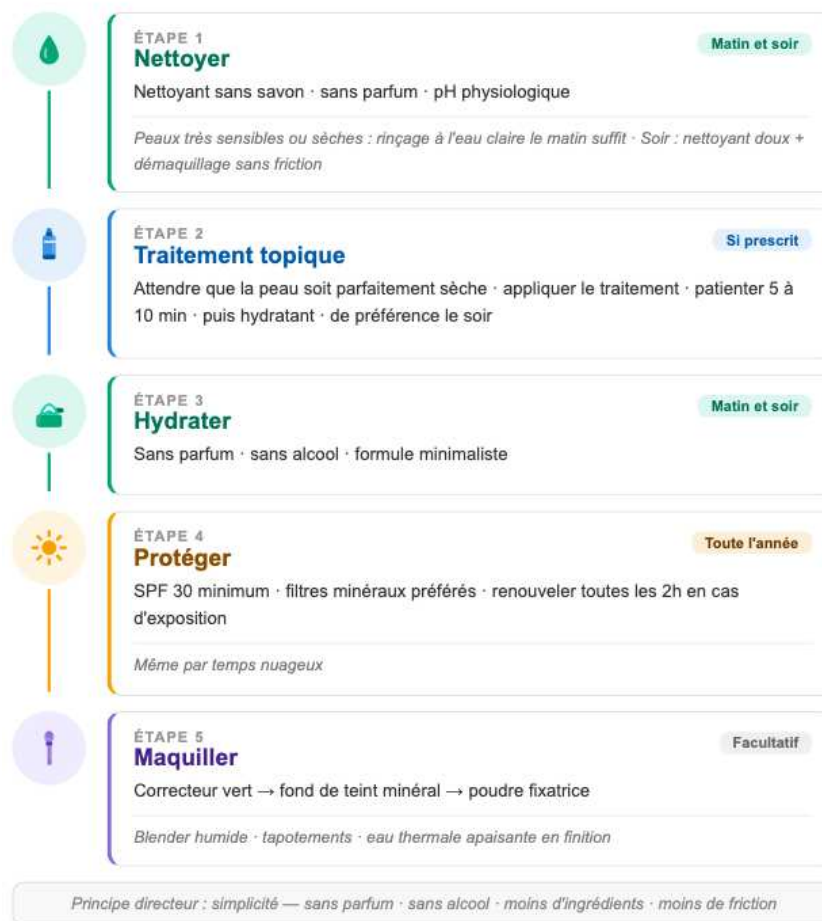 ÉTAPE 1
Nettoyer
Matin et soir
Nettoyant sans savon · sans parfum · pH physiologique
Peaux très sensibles ou sèches : rinçage à l'eau claire le matin suffit · Soir : nettoyant doux +
démaquillage sans friction
ÉTAPE 2
Traitement topique
Si prescrit
Attendre que la peau soit parfaitement sèche · appliquer le traitement · patienter 5 à
10 min · puis hydratant · de préférence le soir
ÉTAPE 3
Hydrater
Matin et soir
Sans parfum · sans alcool · formule minimaliste
ÉTAPE 4
Protéger
Toute l'année
SPF 30 minimum · filtres minéraux préférés · renouveler toutes les 2h en cas
d'exposition
Même par temps nuageux
ÉTAPE 5
Maquiller
Facultatif
Correcteur vert → fond de teint minéral → poudre fixatrice
Blender humide · tapotements · eau thermale apaisante en finition
Principe directeur : simplicité — sans parfum · sans alcool · moins d'ingrédients · moins de friction